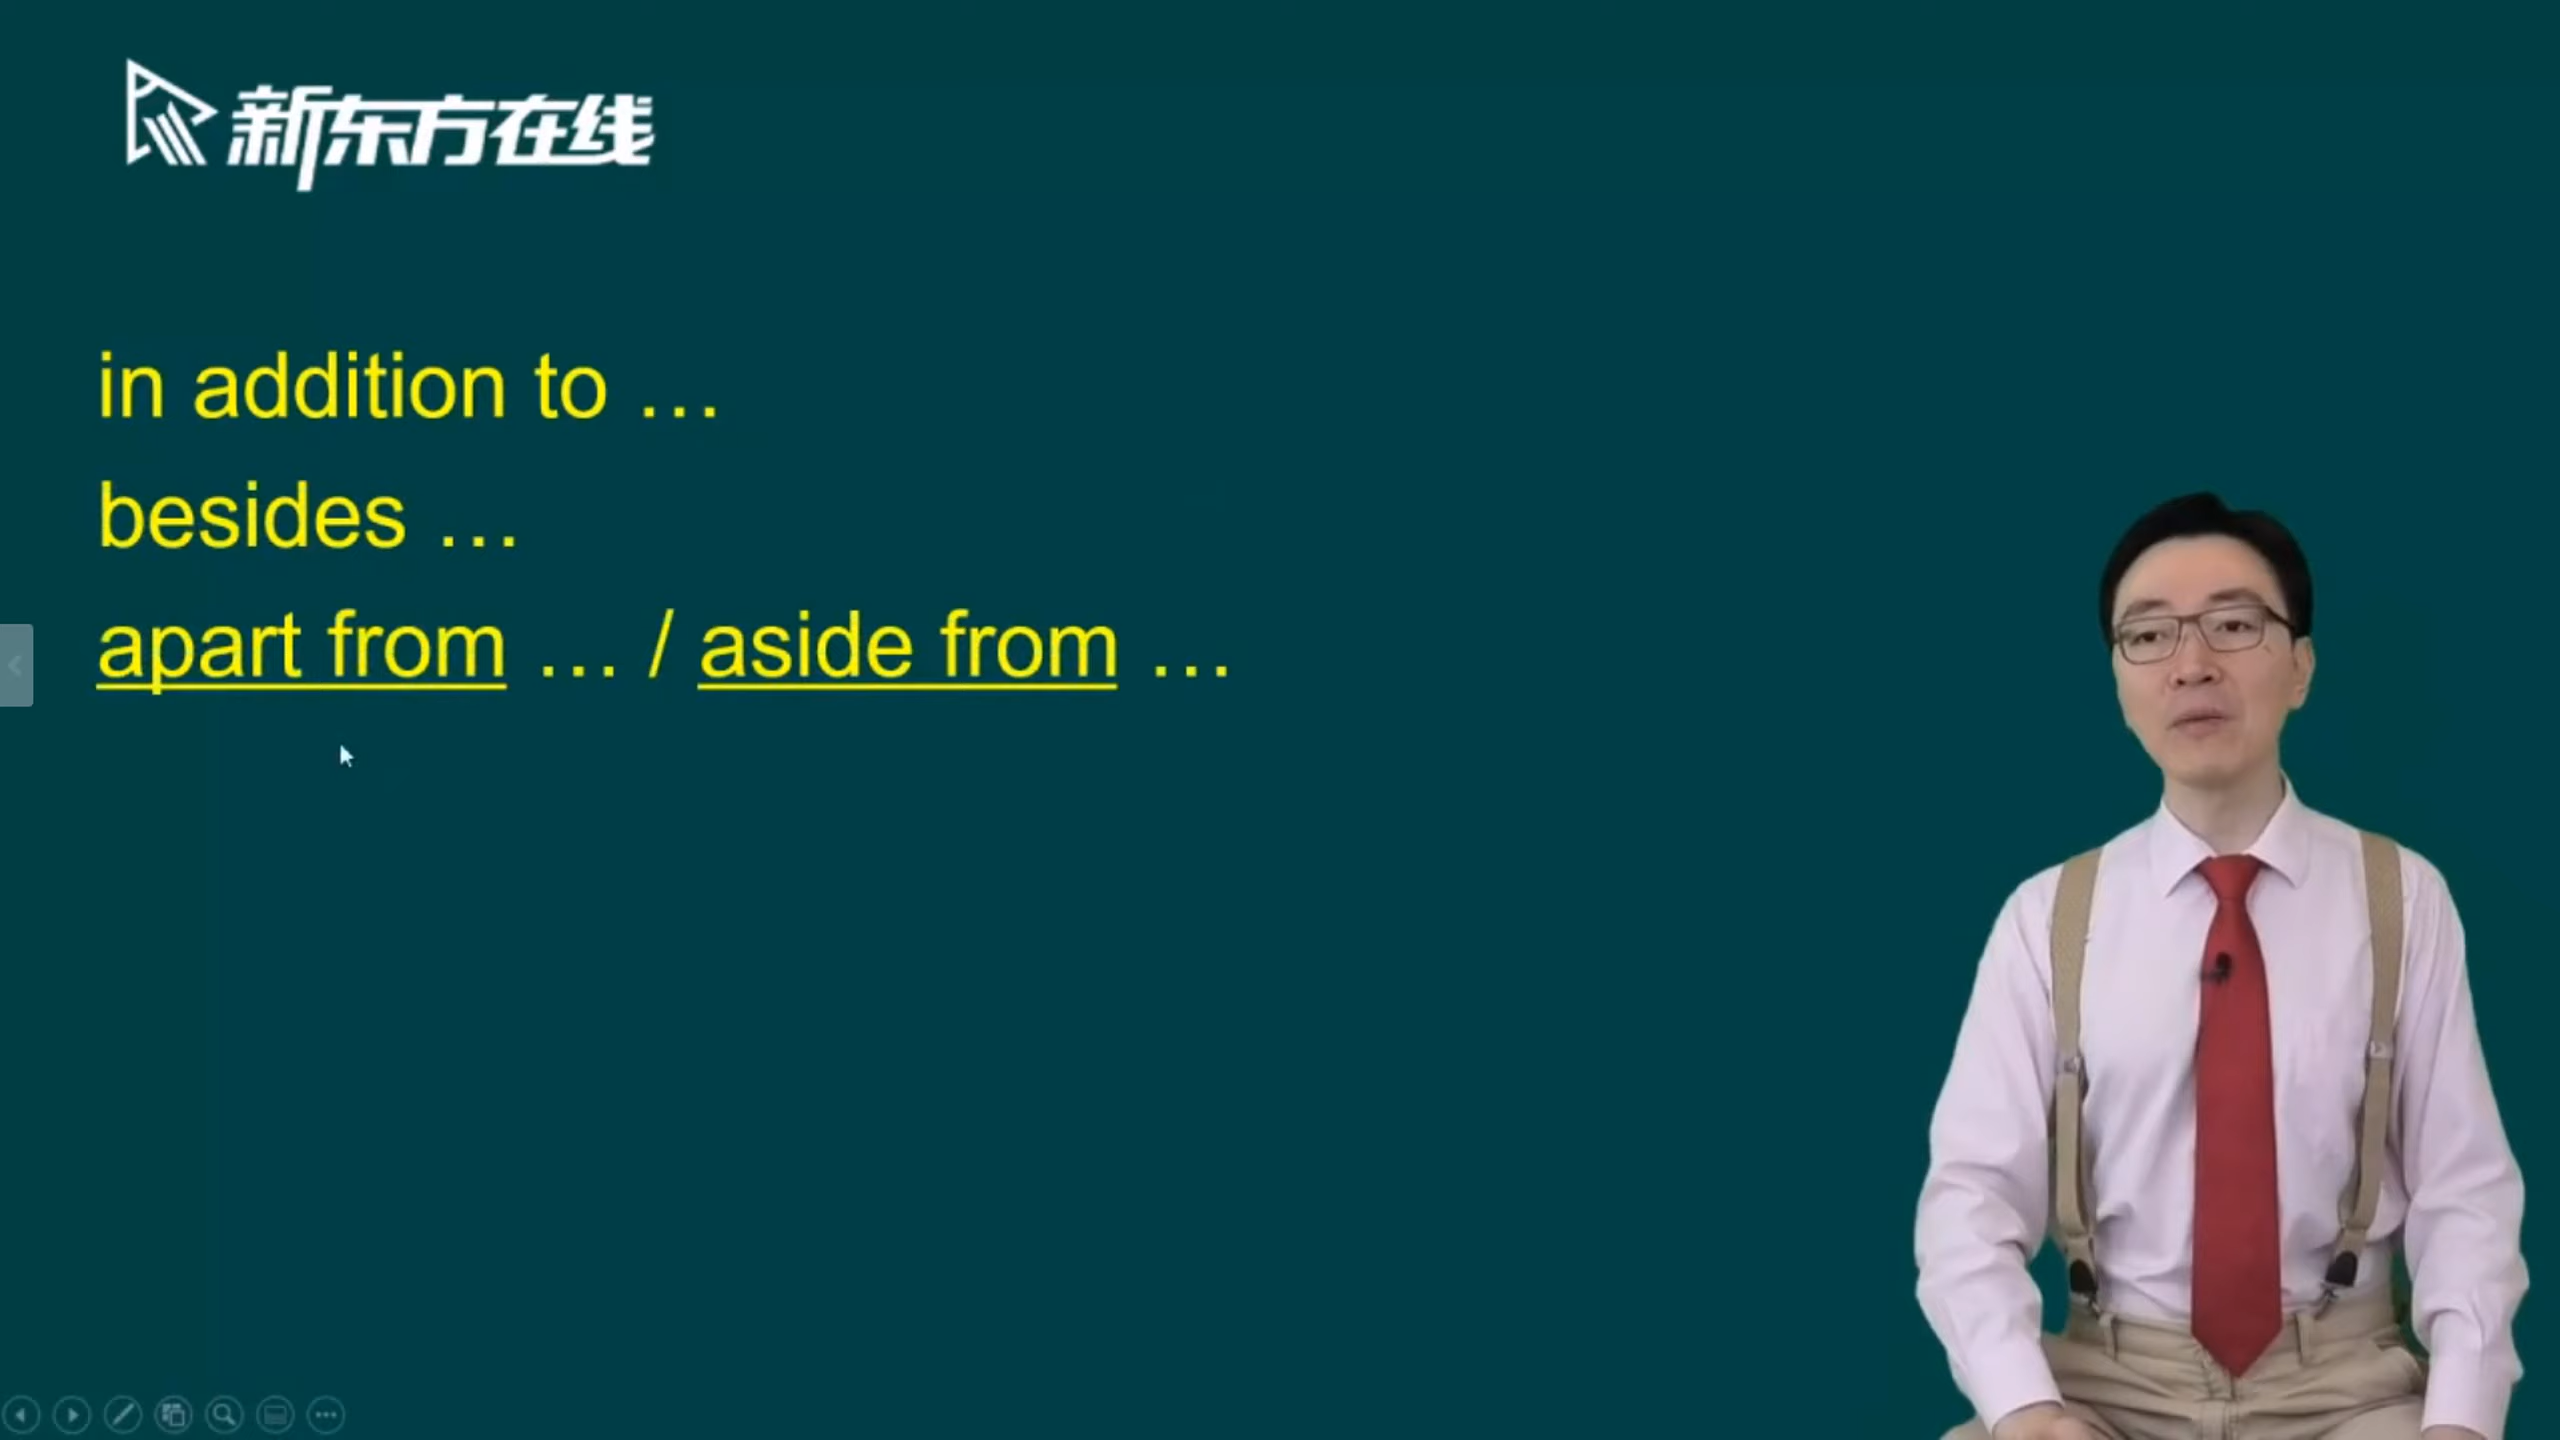 新东方在线
in addition to …
besides …
apart from … / aside from …